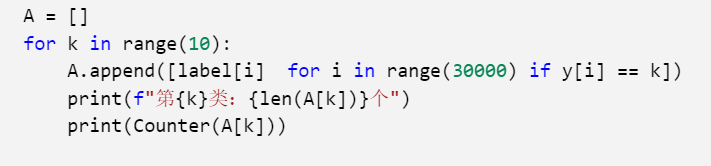 A = []
for k in range(10):
    A.append([label[i]  for i in range(30000) if y[i] == k])
    print(f"第{k}类：{len(A[k])}个")
    print(Counter(A[k]))